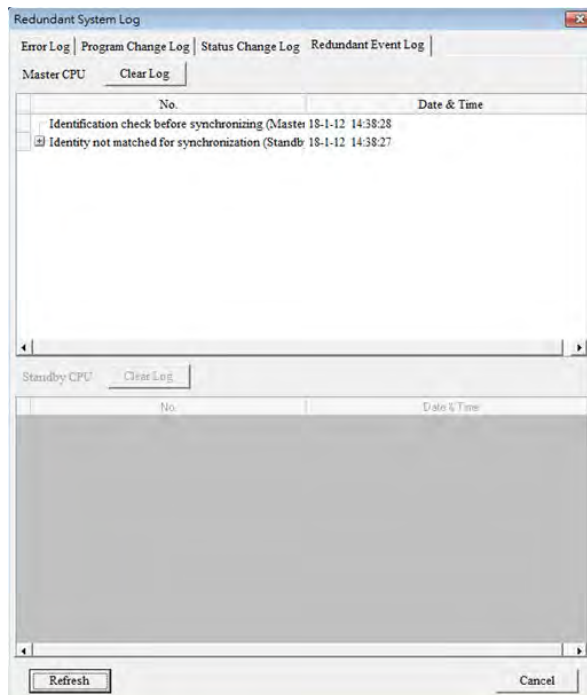 Redundant System Log
Error Log Program Change Log Status Change Log Redundant Event Log
Master CPU Clear Log
No. Date & Time
Identification check before synchronizing (Master 18-1-12 14:38:28
Identity not matched for synchronization (Standb 18-1-12 14:38:27
Standby CPU Clear Log
No. Date & Time
Refresh Cancel